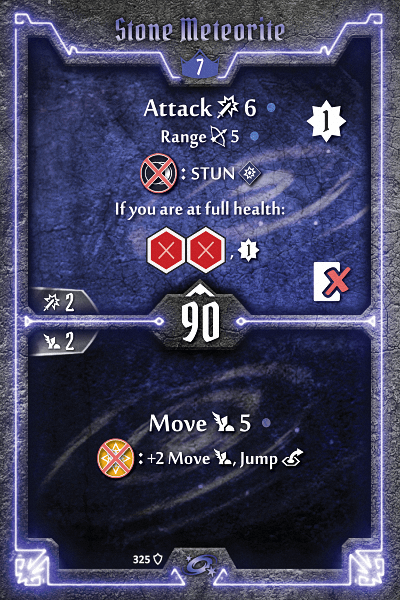 Stone Meteorite
7
Attack 6
Range 5
1
: STUN
If you are at full health:
, 1
2
90
2
Move 5
: +2 Move , Jump
325